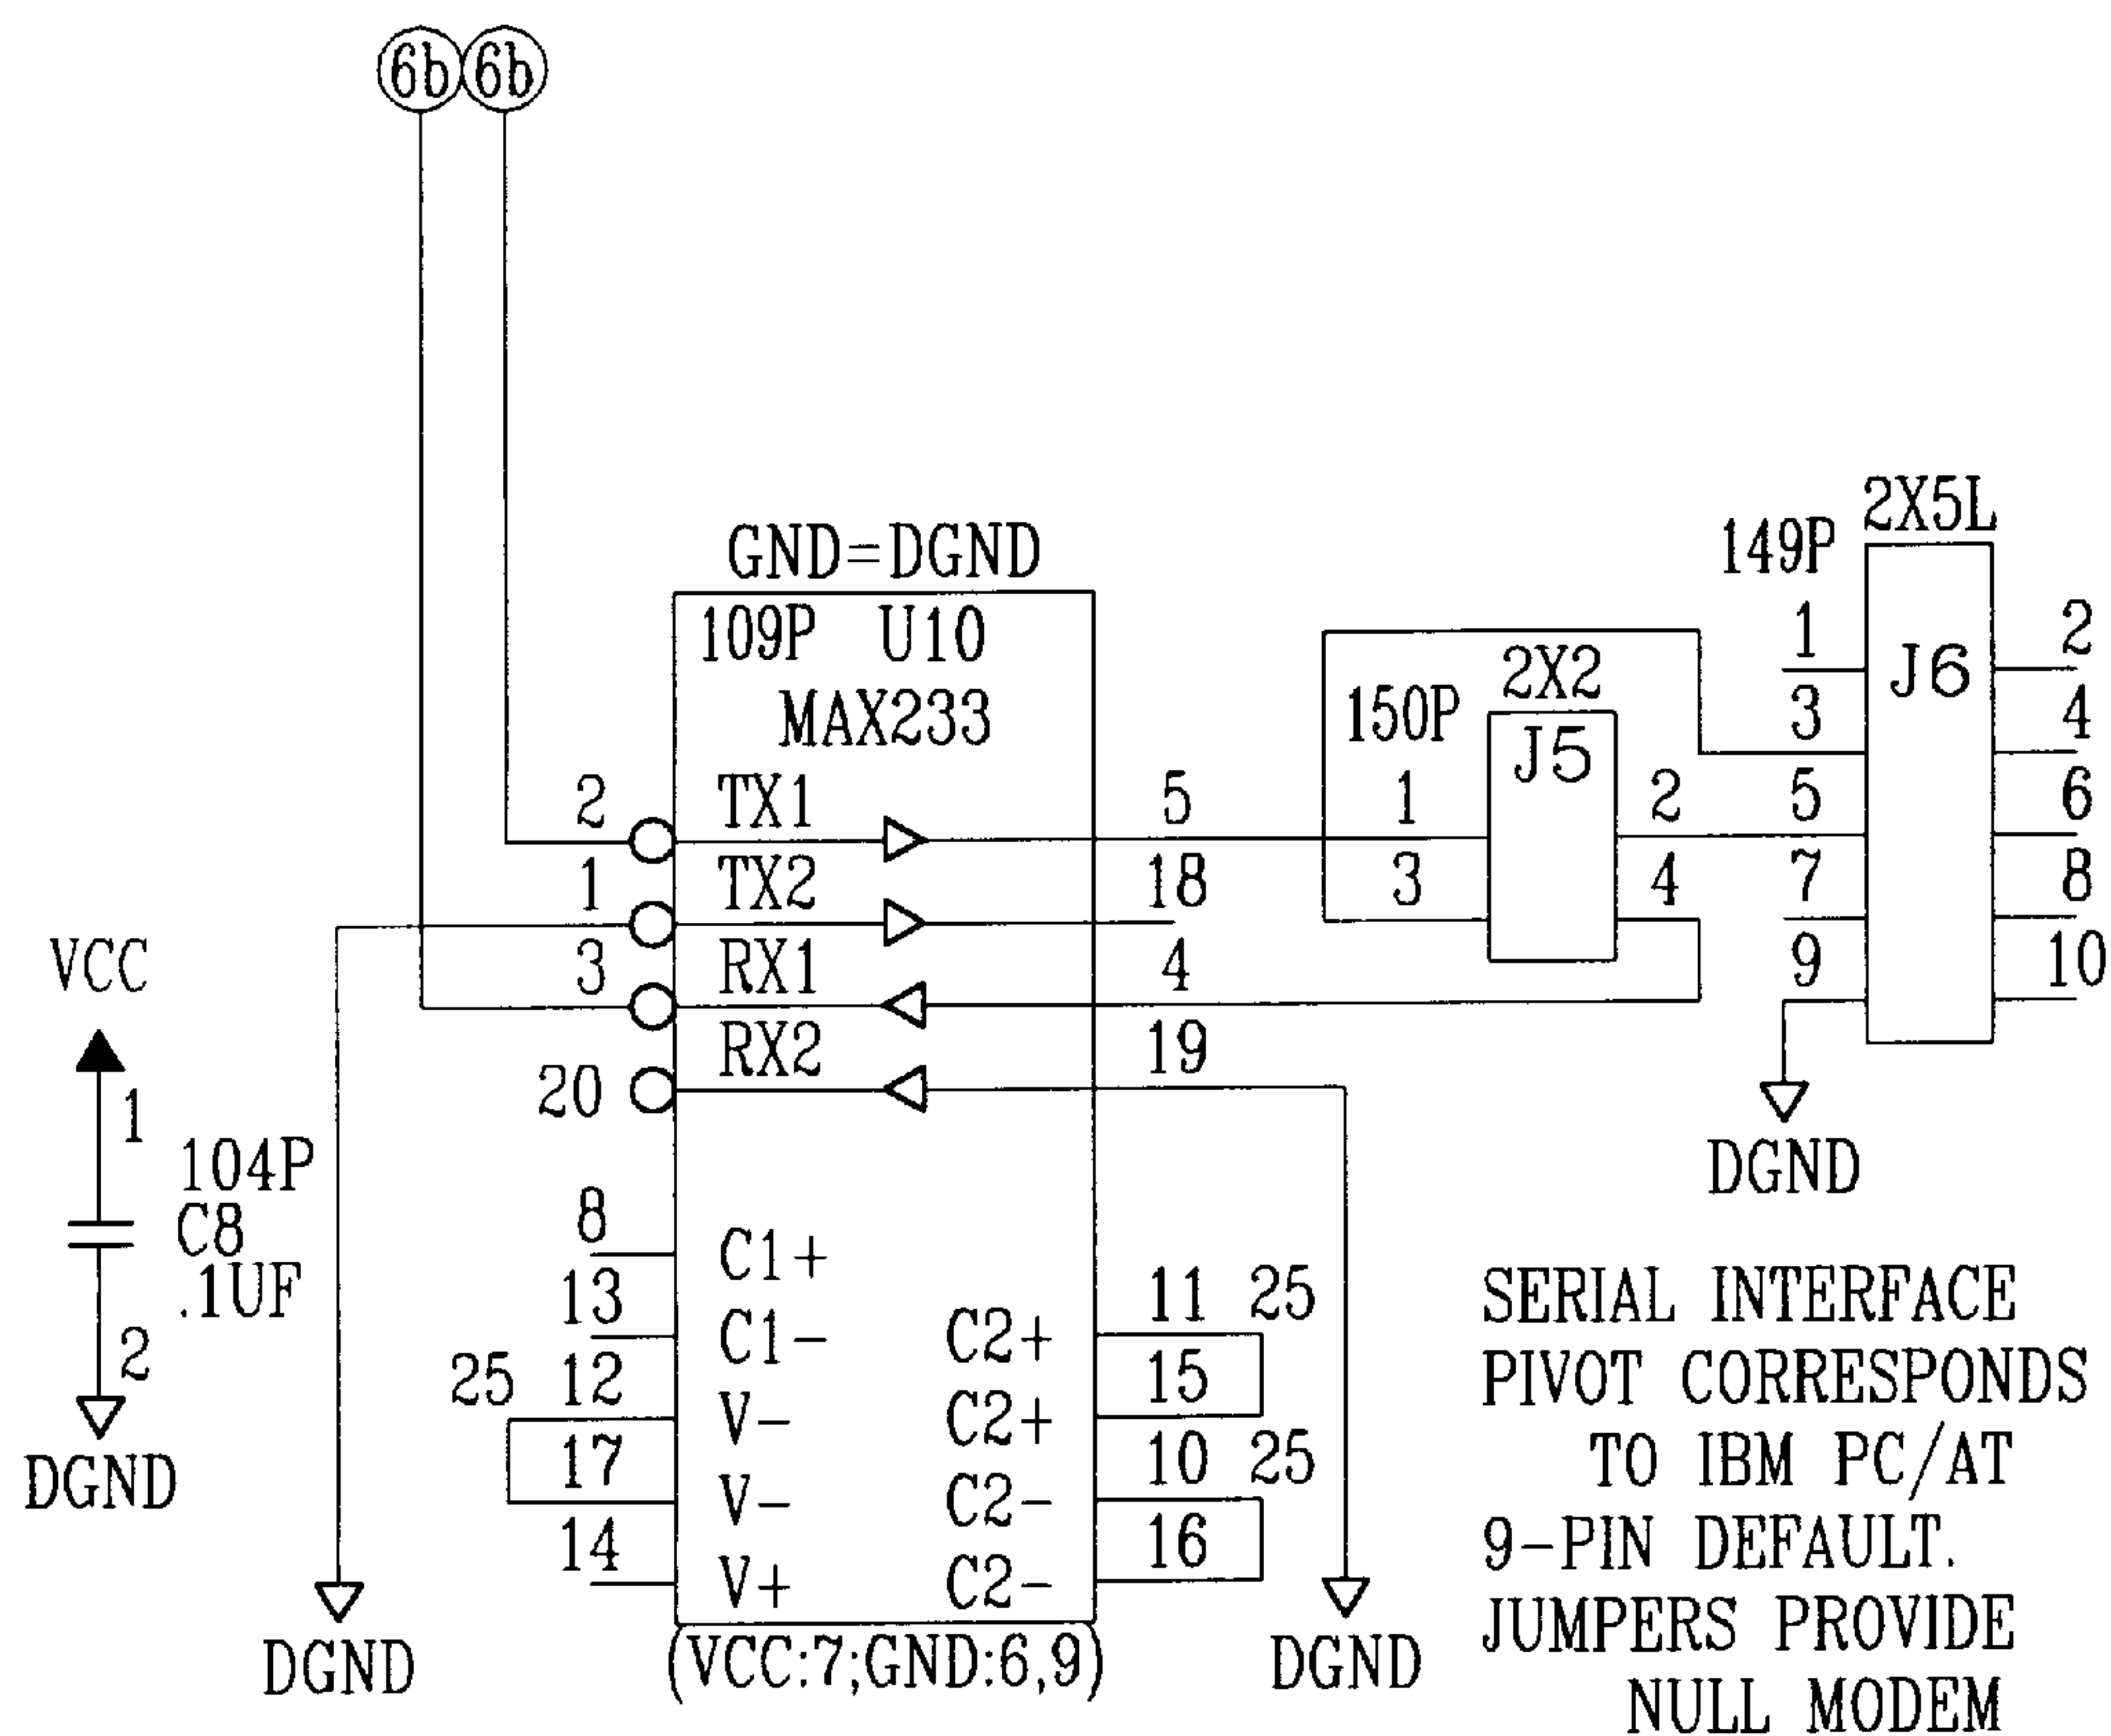 6b 6b
GND=DGND
109P U10
MAX233
2 TX1 5
1 TX2 18
3 RX1 4
20 RX2 19
8 C1+
13 C1-
25 12 V-
17 V-
14 V+
C2+ 11 25
C2+ 15
C2- 10 25
C2- 16
(VCC:7;GND:6,9)
VCC
1
104P
C8
.1UF
2
DGND
DGND
DGND
2X2
150P
J5
1 2
3 4
2X5L
149P
J6
1 2
3 4
5 6
7 8
9 10
DGND
SERIAL INTERFACE
PIVOT CORRESPONDS
TO IBM PC/AT
9-PIN DEFAULT.
JUMPERS PROVIDE
NULL MODEM